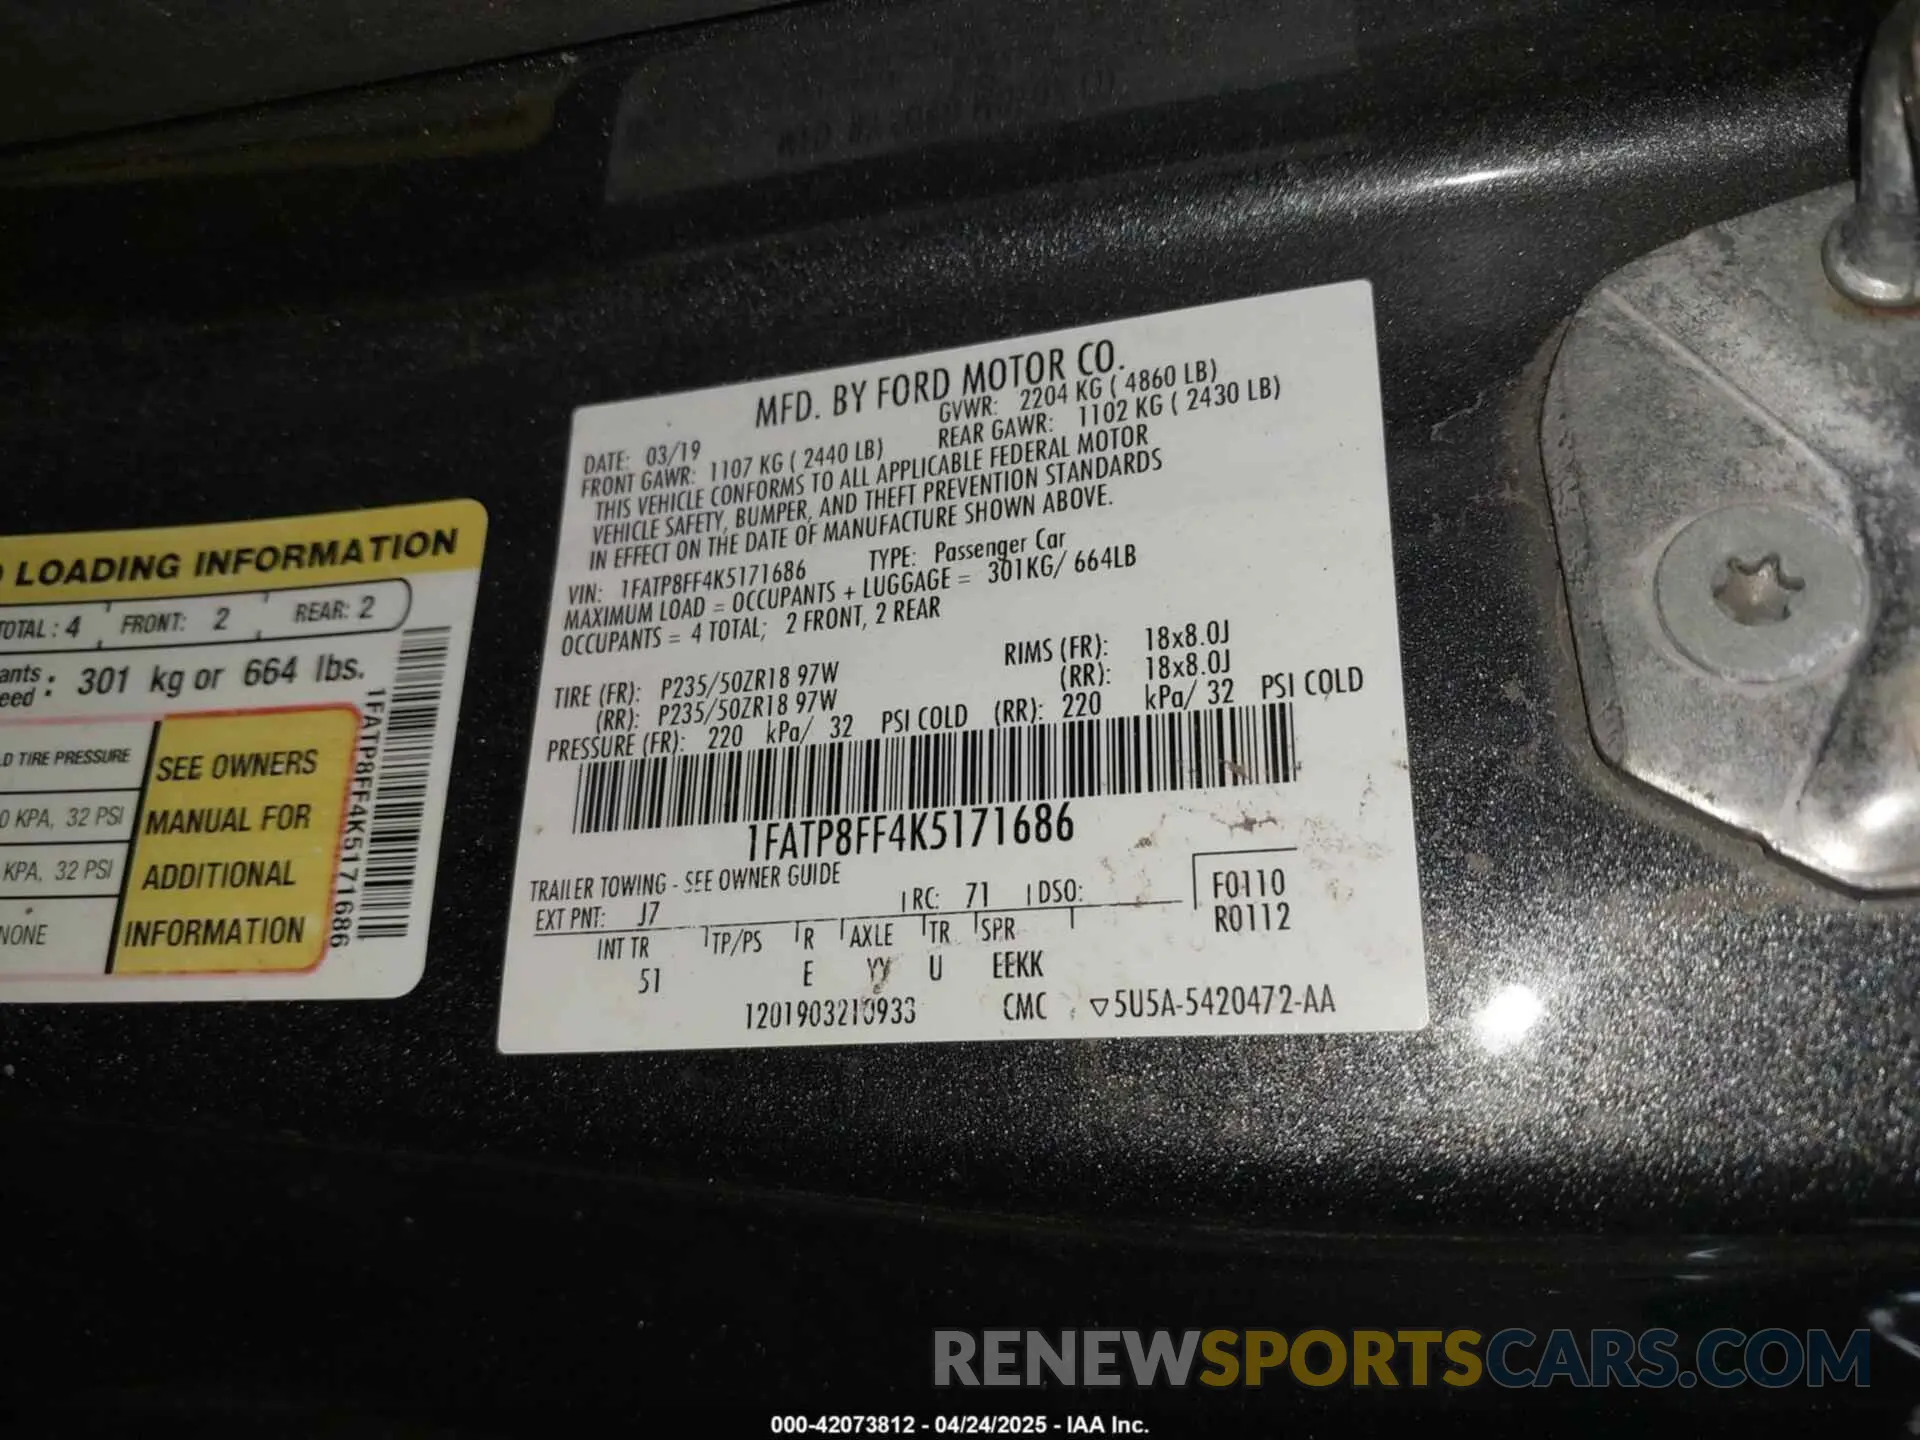 MFD. BY FORD MOTOR CO.
DATE: 03/19 GVWR: 2204 KG ( 4860 LB)
FRONT GAWR: 1107 KG ( 2440 LB) REAR GAWR: 1102 KG ( 2430 LB)
THIS VEHICLE CONFORMS TO ALL APPLICABLE FEDERAL MOTOR
VEHICLE SAFETY, BUMPER, AND THEFT PREVENTION STANDARDS
IN EFFECT ON THE DATE OF MANUFACTURE SHOWN ABOVE.
VIN: 1FATP8FF4K5171686 TYPE: Passenger Car
MAXIMUM LOAD = OCCUPANTS + LUGGAGE = 301KG/ 664LB
OCCUPANTS = 4 TOTAL; 2 FRONT, 2 REAR
TIRE (FR): P235/50ZR18 97W RIMS (FR): 18x8.0J
(RR): P235/50ZR18 97W (RR): 18x8.0J
PRESSURE (FR): 220 kPa/ 32 PSI COLD (RR): 220 kPa/ 32 PSI COLD
1FATP8FF4K5171686
TRAILER TOWING - SEE OWNER GUIDE
EXT PNT: J7 RC: 71 DSO: F0110
R0112
INT TR TP/PS R AXLE TR SPR
51 E YY U EEKK
1201903210933 CMC ▽5U5A-5420472-AA
LOADING INFORMATION
TOTAL : 4 FRONT: 2 REAR: 2
: 301 kg or 664 lbs.
TIRE PRESSURE
KPA, 32 PSI
KPA, 32 PSI
NONE
SEE OWNERS
MANUAL FOR
ADDITIONAL
INFORMATION
1FATP8FF4K5171686
RENEWSPORTSCARS.COM
000-42073812 - 04/24/2025 - IAA Inc.